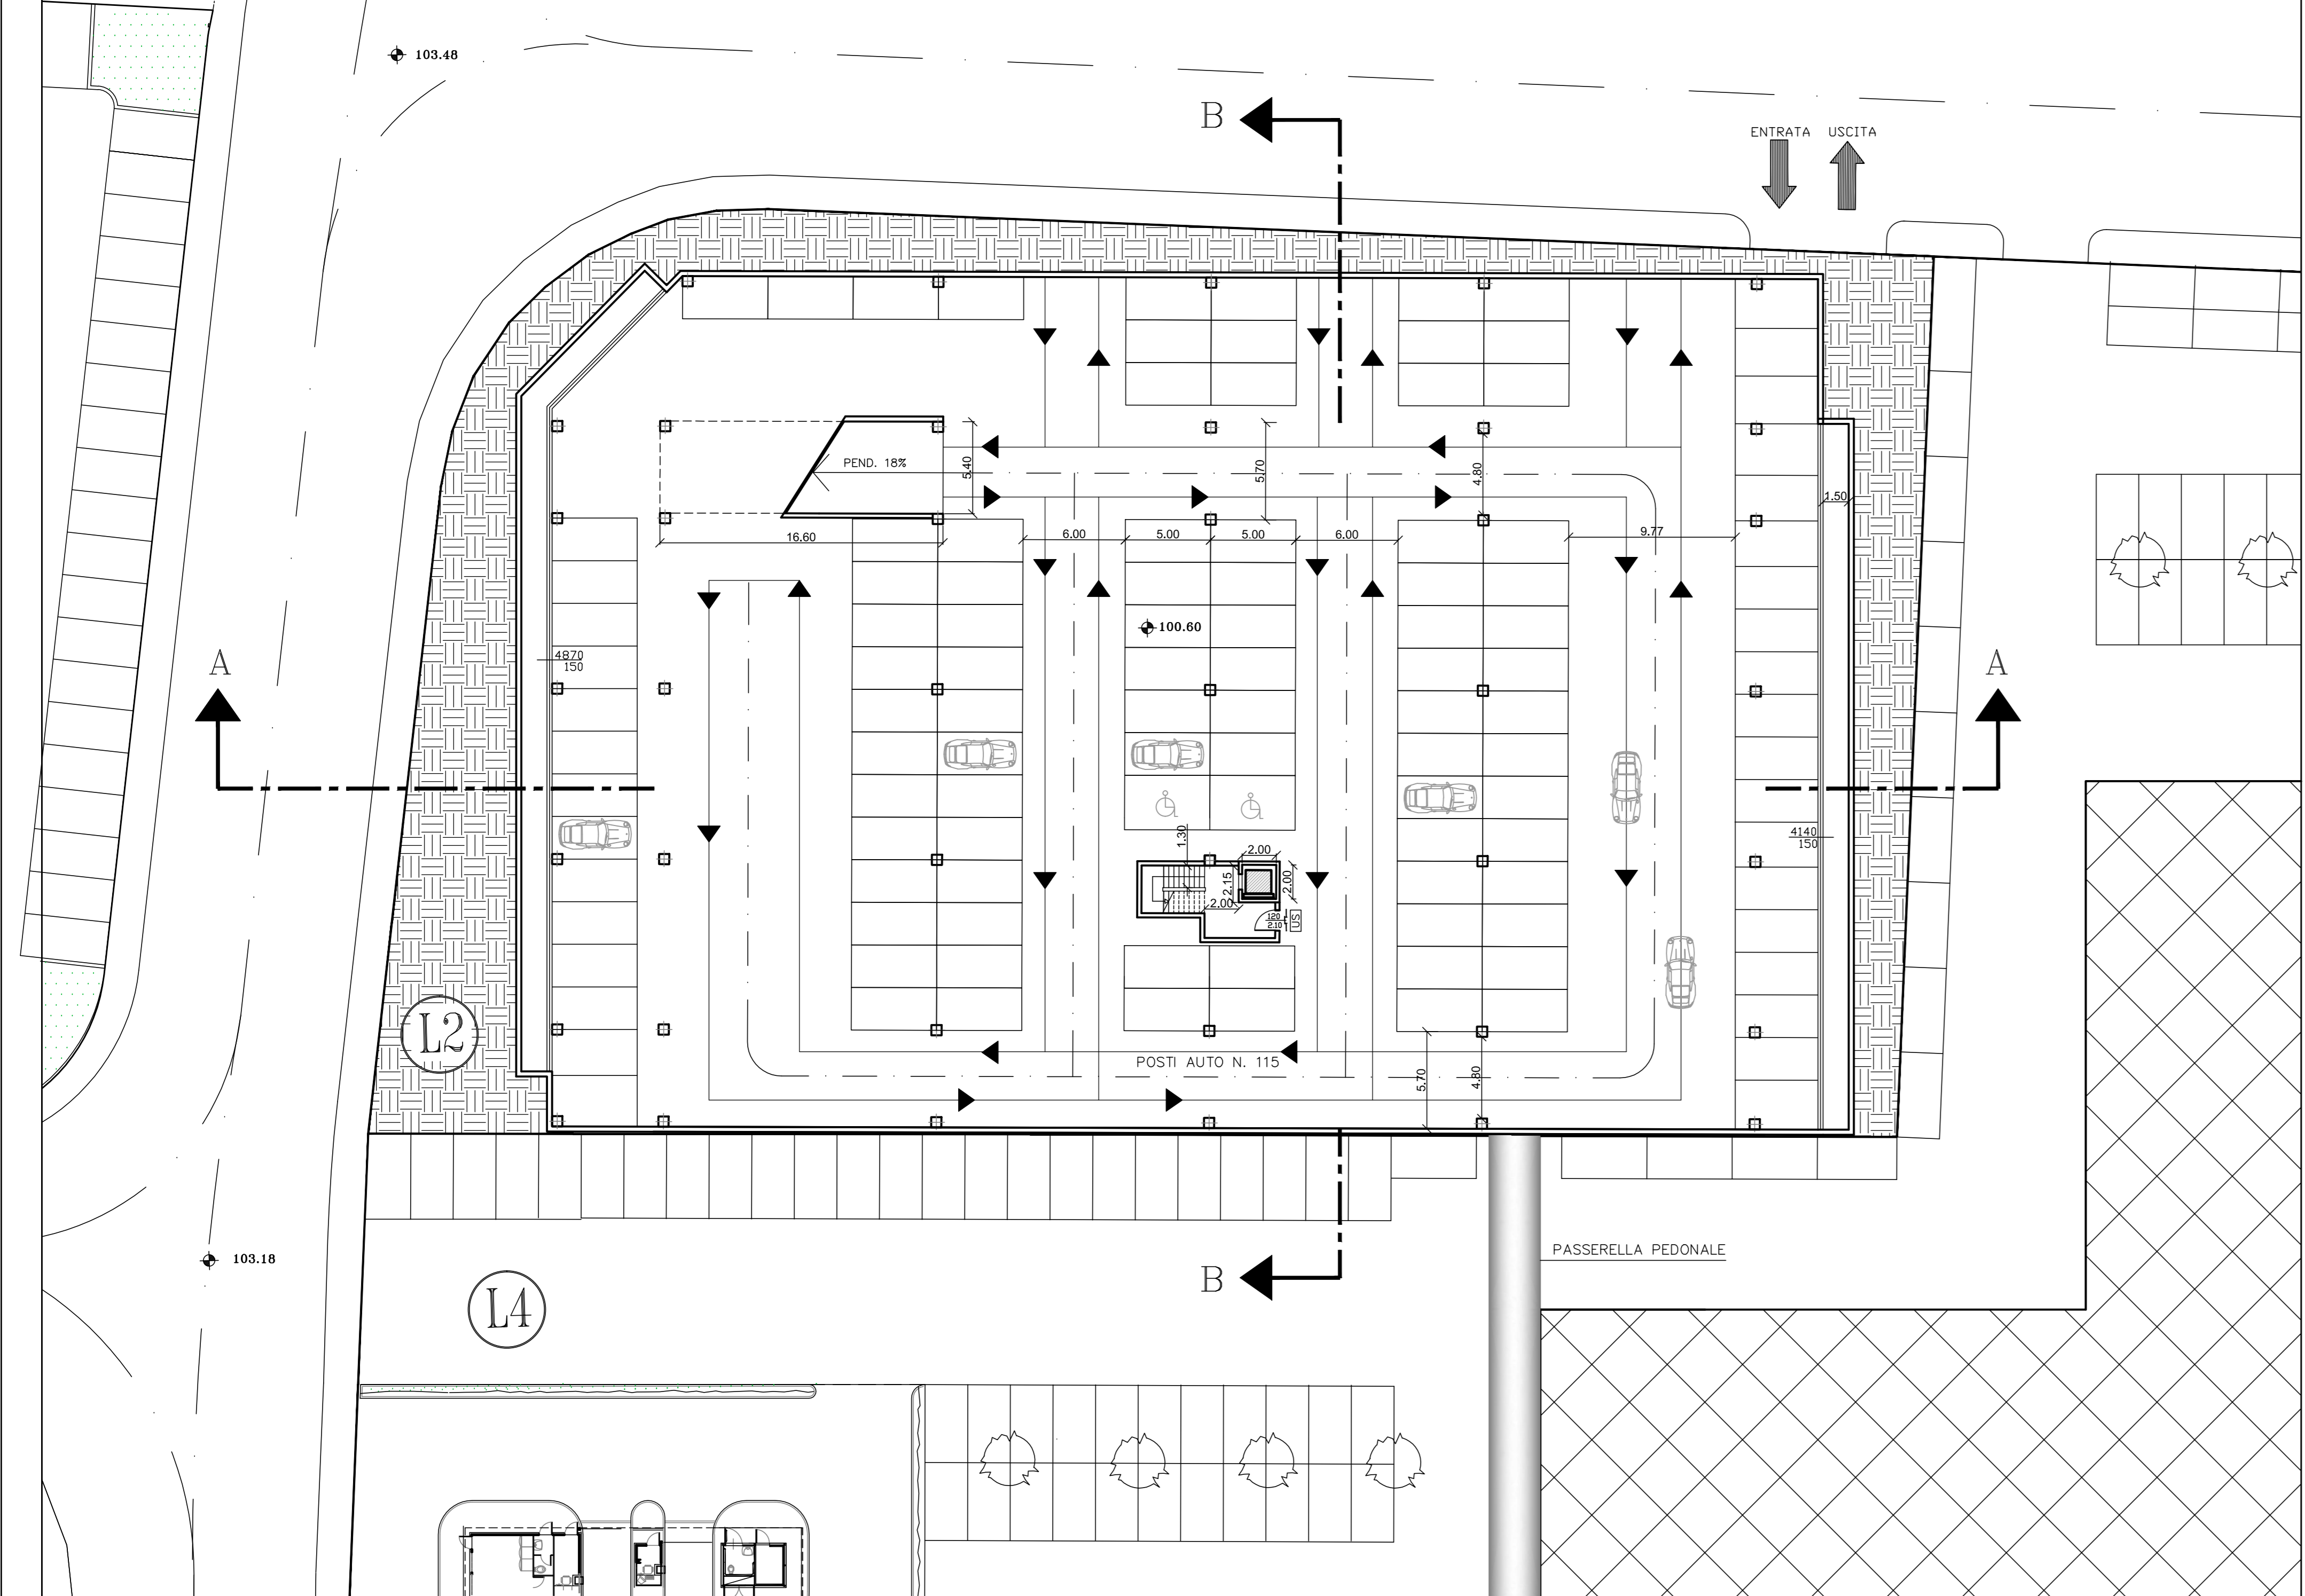 103.48
B
ENTRATA USCITA
PEND. 18%
5.40
5.70
4.80
1.50
16.60
6.00
5.00
5.00
6.00
9.77
100.60
4870
150
A
A
4140
150
1.30
2.00
2.15
2.00
2.00
120
2.10
US
L2
POSTI AUTO N. 115
5.70
4.80
103.18
PASSERELLA PEDONALE
B
L4